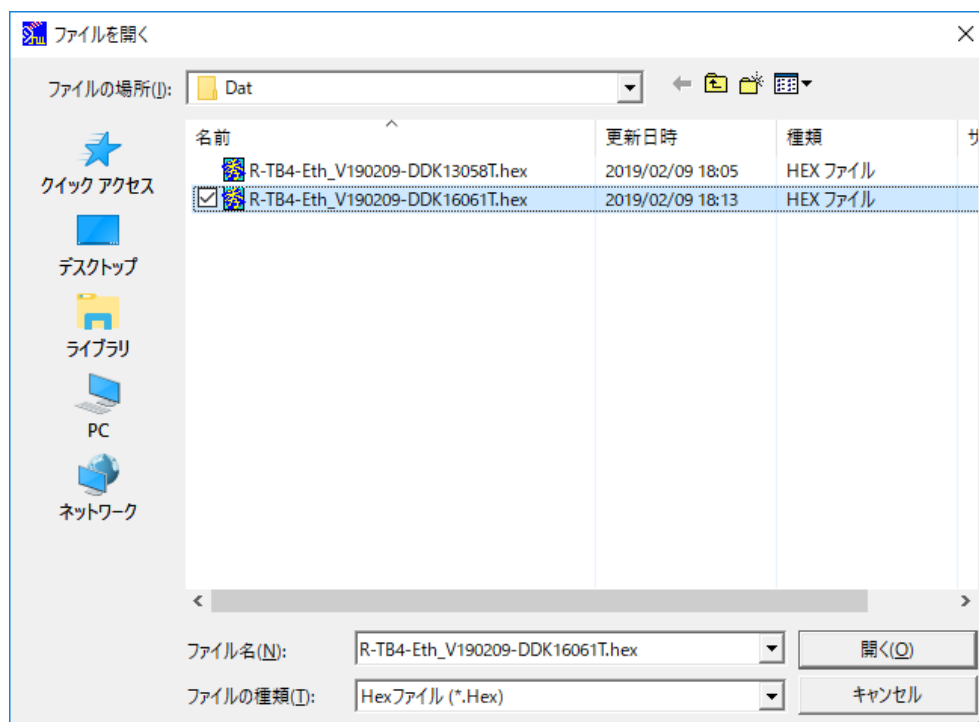 ファイルを開く
ファイルの場所(I): Dat
名前 更新日時 種類 サ
R-TB4-Eth_V190209-DDK13058T.hex 2019/02/09 18:05 HEX ファイル
R-TB4-Eth_V190209-DDK16061T.hex 2019/02/09 18:13 HEX ファイル
クイック アクセス
デスクトップ
ライブラリ
PC
ネットワーク
ファイル名(N): R-TB4-Eth_V190209-DDK16061T.hex 開く(O)
ファイルの種類(T): Hexファイル (*.Hex) キャンセル